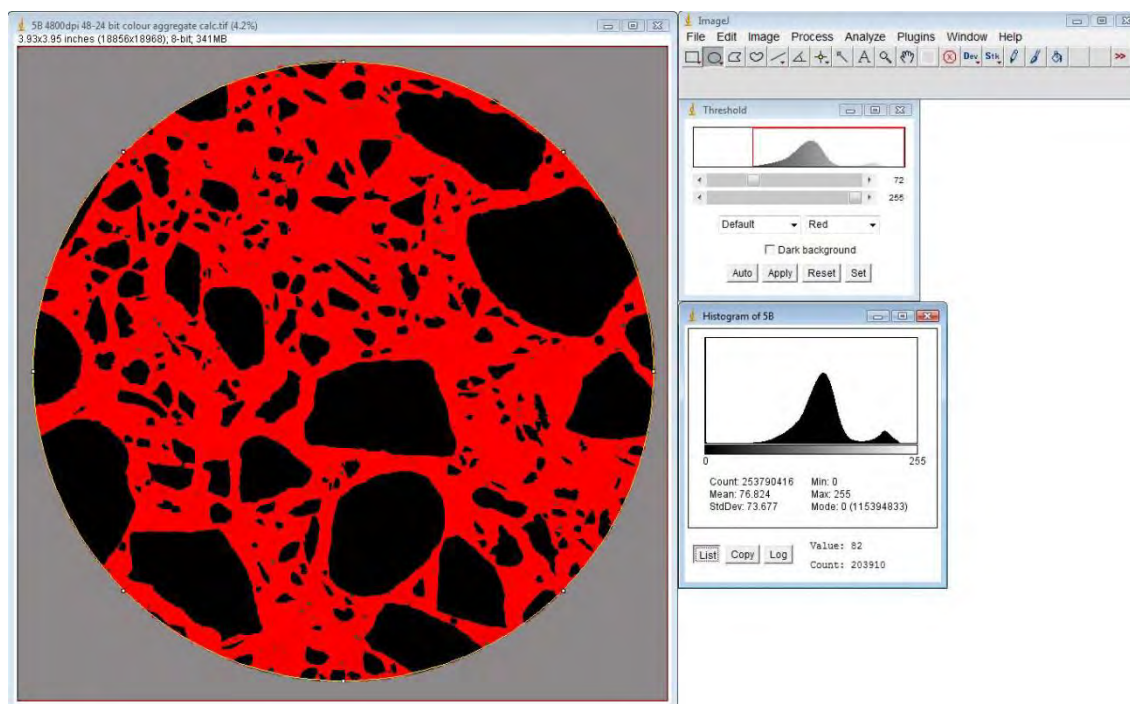 5B 4800dpi 48-24 bit colour aggregate calc.tif (4.2%)
3.93x3.95 inches (18856x18968); 8-bit; 341MB
ImageJ
File Edit Image Process Analyze Plugins Window Help
A Dev Stk >>
Threshold
72
255
Default Red
Dark background
Auto Apply Reset Set
Histogram of 5B
0 255
Count: 253790416 Min: 0
Mean: 76.824 Max: 255
StdDev: 73.677 Mode: 0 (115394833)
List Copy Log Value: 82
Count: 203910